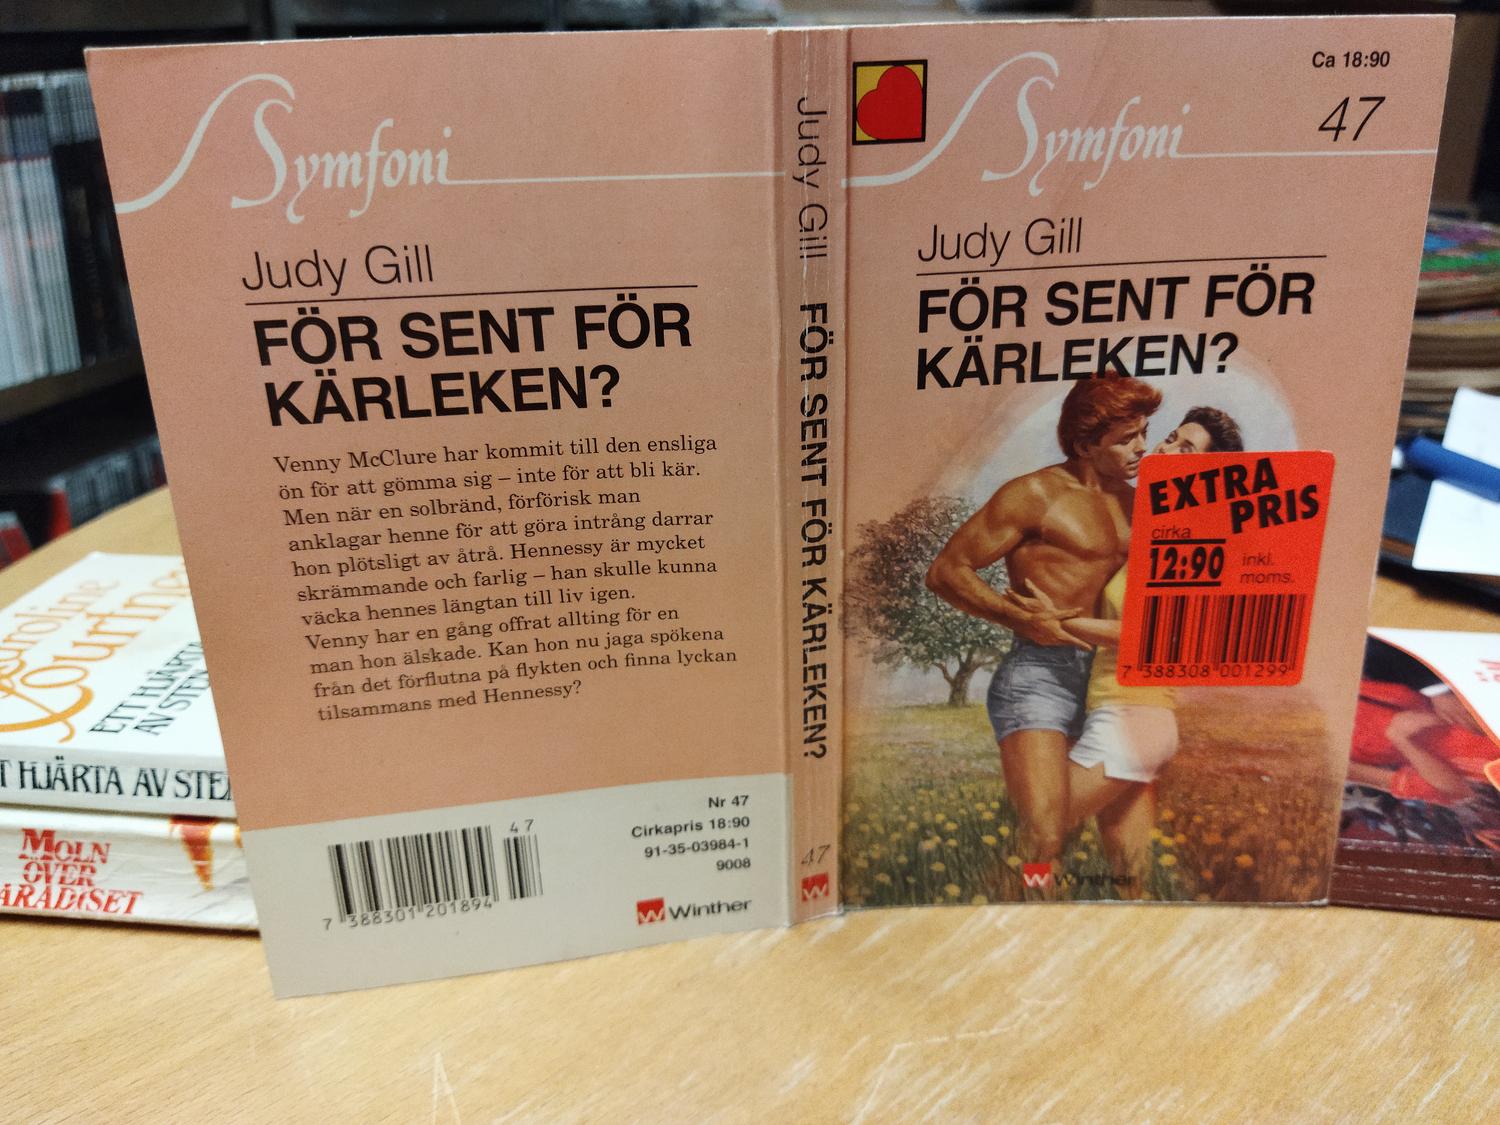 Symfoni
Judy Gill
FÖR SENT FÖR
KÄRLEKEN?
Venny McClure har kommit till den ensliga
ön för att gömma sig – inte för att bli kär.
Men när en solbränd, förförisk man
anklagar henne för att göra intrång darrar
hon plötsligt av åtrå. Hennessy är mycket
skrämmande och farlig – han skulle kunna
väcka hennes längtan till liv igen.
Venny har en gång offrat allting för en
man hon älskade. Kan hon nu jaga spökena
från det förflutna på flykten och finna lyckan
tillsammans med Hennessy?
47
7 388301 201894
Nr 47
Cirkapris 18:90
91-35-03984-1
9008
Winther
Judy Gill FÖR SENT FÖR KÄRLEKEN?
47
Ca 18:90
Symfoni
47
Judy Gill
FÖR SENT FÖR
KÄRLEKEN?
EXTRA
PRIS
cirka
12:90
inkl.
moms.
7 388308 001299
Winther
ETT HJÄRTA
AV STEN
T HJÄRTA AV STE
MOLN
ÖVER
ARADISET